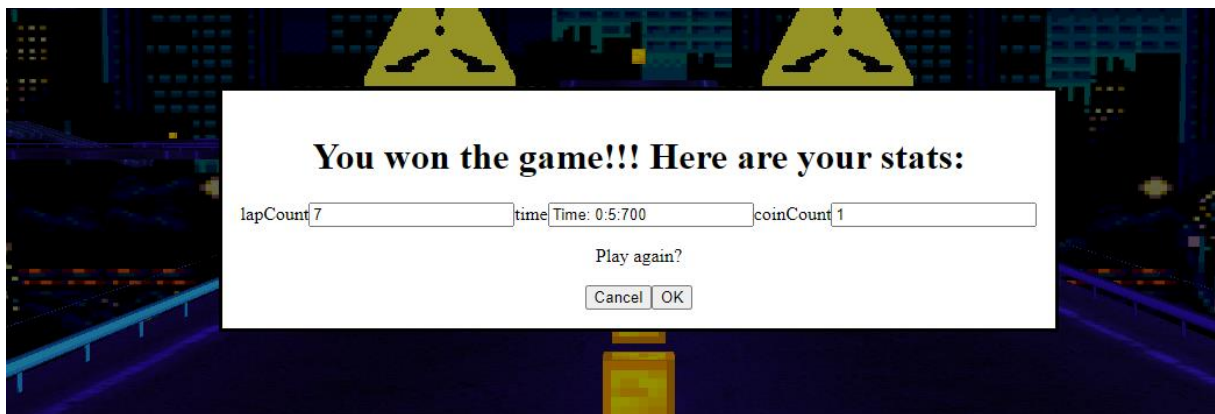 You won the game!!! Here are your stats:
lapCount 7 time Time: 0:5:700 coinCount 1
Play again?
Cancel OK